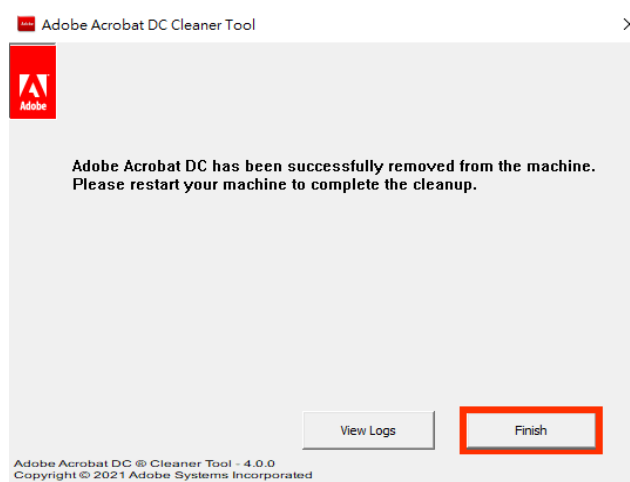 Adobe Acrobat DC Cleaner Tool
Adobe
Adobe Acrobat DC has been successfully removed from the machine.
Please restart your machine to complete the cleanup.
View Logs
Finish
Adobe Acrobat DC ® Cleaner Tool - 4.0.0
Copyright © 2021 Adobe Systems Incorporated